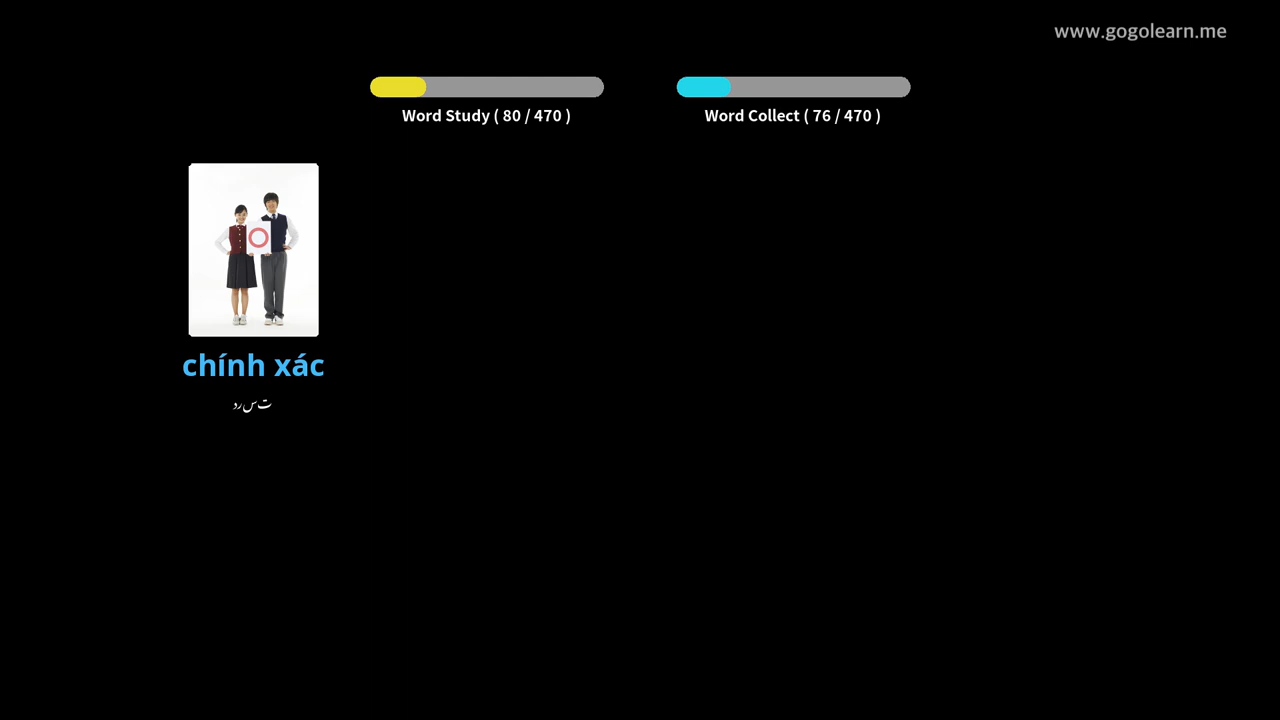 www.gogolearn.me
Word Study ( 80 / 470 )
Word Collect ( 76 / 470 )
chính xác
درست